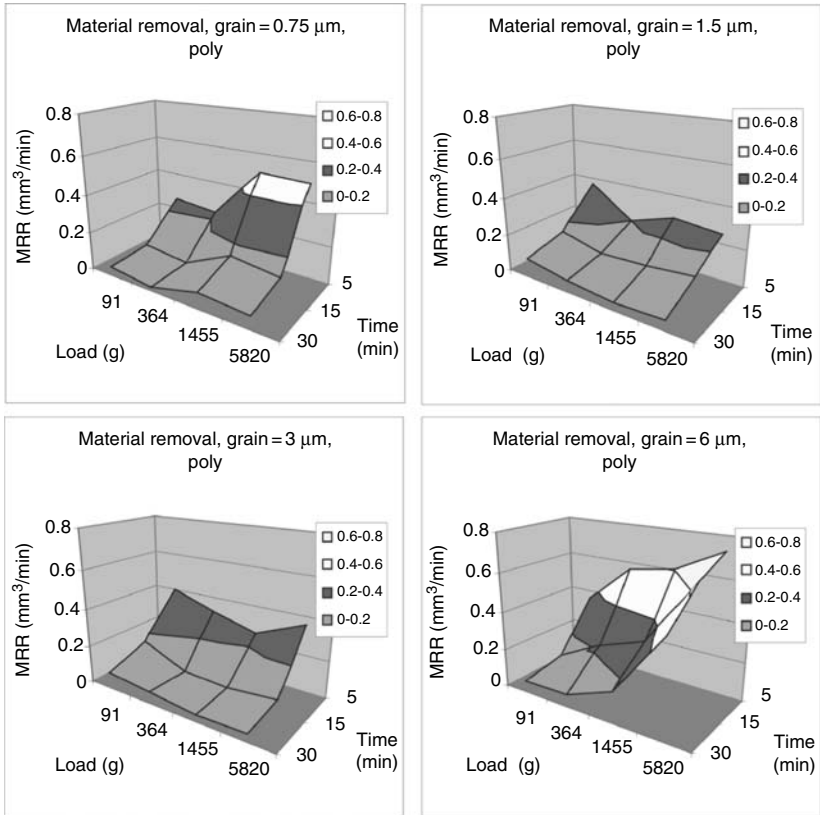 Material removal, grain = 0.75 μm,
poly
MRR (mm³/min)
0.8
0.6
0.4
0.2
0
0.6-0.8
0.4-0.6
0.2-0.4
0-0.2
91
364
1455
5820
Load (g)
5
15
30
Time
(min)
Material removal, grain = 1.5 μm,
poly
MRR (mm³/min)
0.8
0.6
0.4
0.2
0
0.6-0.8
0.4-0.6
0.2-0.4
0-0.2
91
364
1455
5820
Load (g)
5
15
30
Time
(min)
Material removal, grain = 3 μm,
poly
MRR (mm³/min)
0.8
0.6
0.4
0.2
0
0.6-0.8
0.4-0.6
0.2-0.4
0-0.2
91
364
1455
5820
Load (g)
5
15
30
Time
(min)
Material removal, grain = 6 μm,
poly
MRR (mm³/min)
0.8
0.6
0.4
0.2
0
0.6-0.8
0.4-0.6
0.2-0.4
0-0.2
91
364
1455
5820
Load (g)
5
15
30
Time
(min)